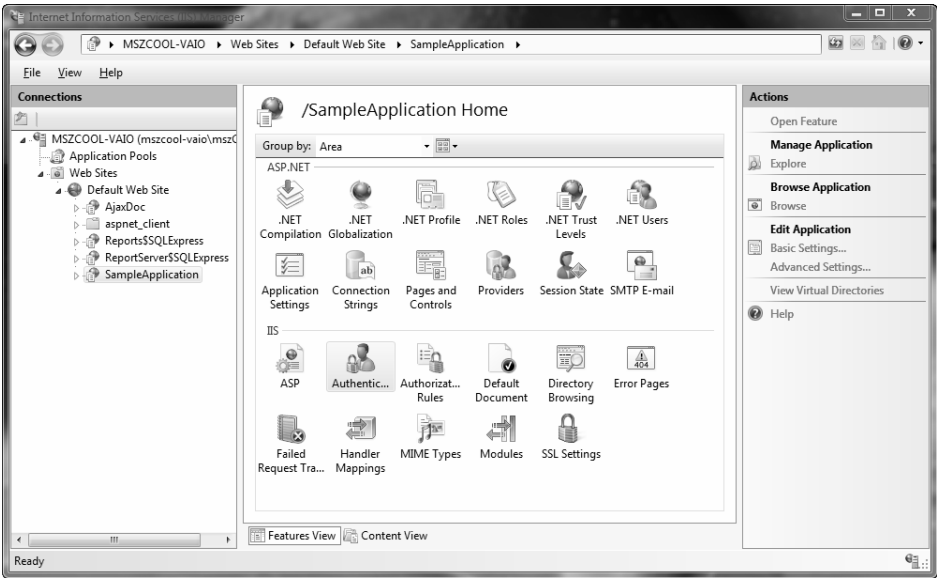 Internet Information Services (IIS) Manager
MSZCOOL-VAIO Web Sites Default Web Site SampleApplication
File View Help
Connections
MSZCOOL-VAIO (mszcool-vaio\mszc
Application Pools
Web Sites
Default Web Site
AjaxDoc
aspnet_client
Reports$SQLExpress
ReportServer$SQLExpress
SampleApplication
/SampleApplication Home
Group by: Area
ASP.NET
.NET Compilation
.NET Globalization
.NET Profile
.NET Roles
.NET Trust Levels
.NET Users
Application Settings
Connection Strings
Pages and Controls
Providers
Session State
SMTP E-mail
IIS
ASP
Authentic...
Authorizat... Rules
Default Document
Directory Browsing
404
Error Pages
Failed Request Tra...
Handler Mappings
MIME Types
Modules
SSL Settings
Features View
Content View
Actions
Open Feature
Manage Application
Explore
Browse Application
Browse
Edit Application
Basic Settings...
Advanced Settings...
View Virtual Directories
Help
Ready